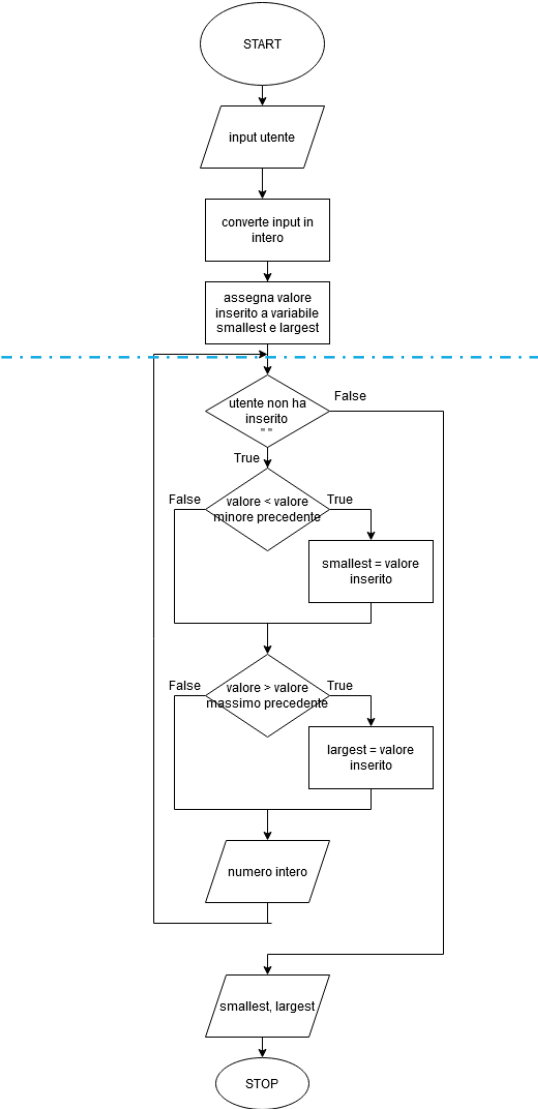 START
input utente
converte input in
intero
assegna valore
inserito a variabile
smallest e largest
utente non ha
inserito
" "
False
True
valore < valore
minore precedente
False
True
smallest = valore
inserito
valore > valore
massimo precedente
False
True
largest = valore
inserito
numero intero
smallest, largest
STOP